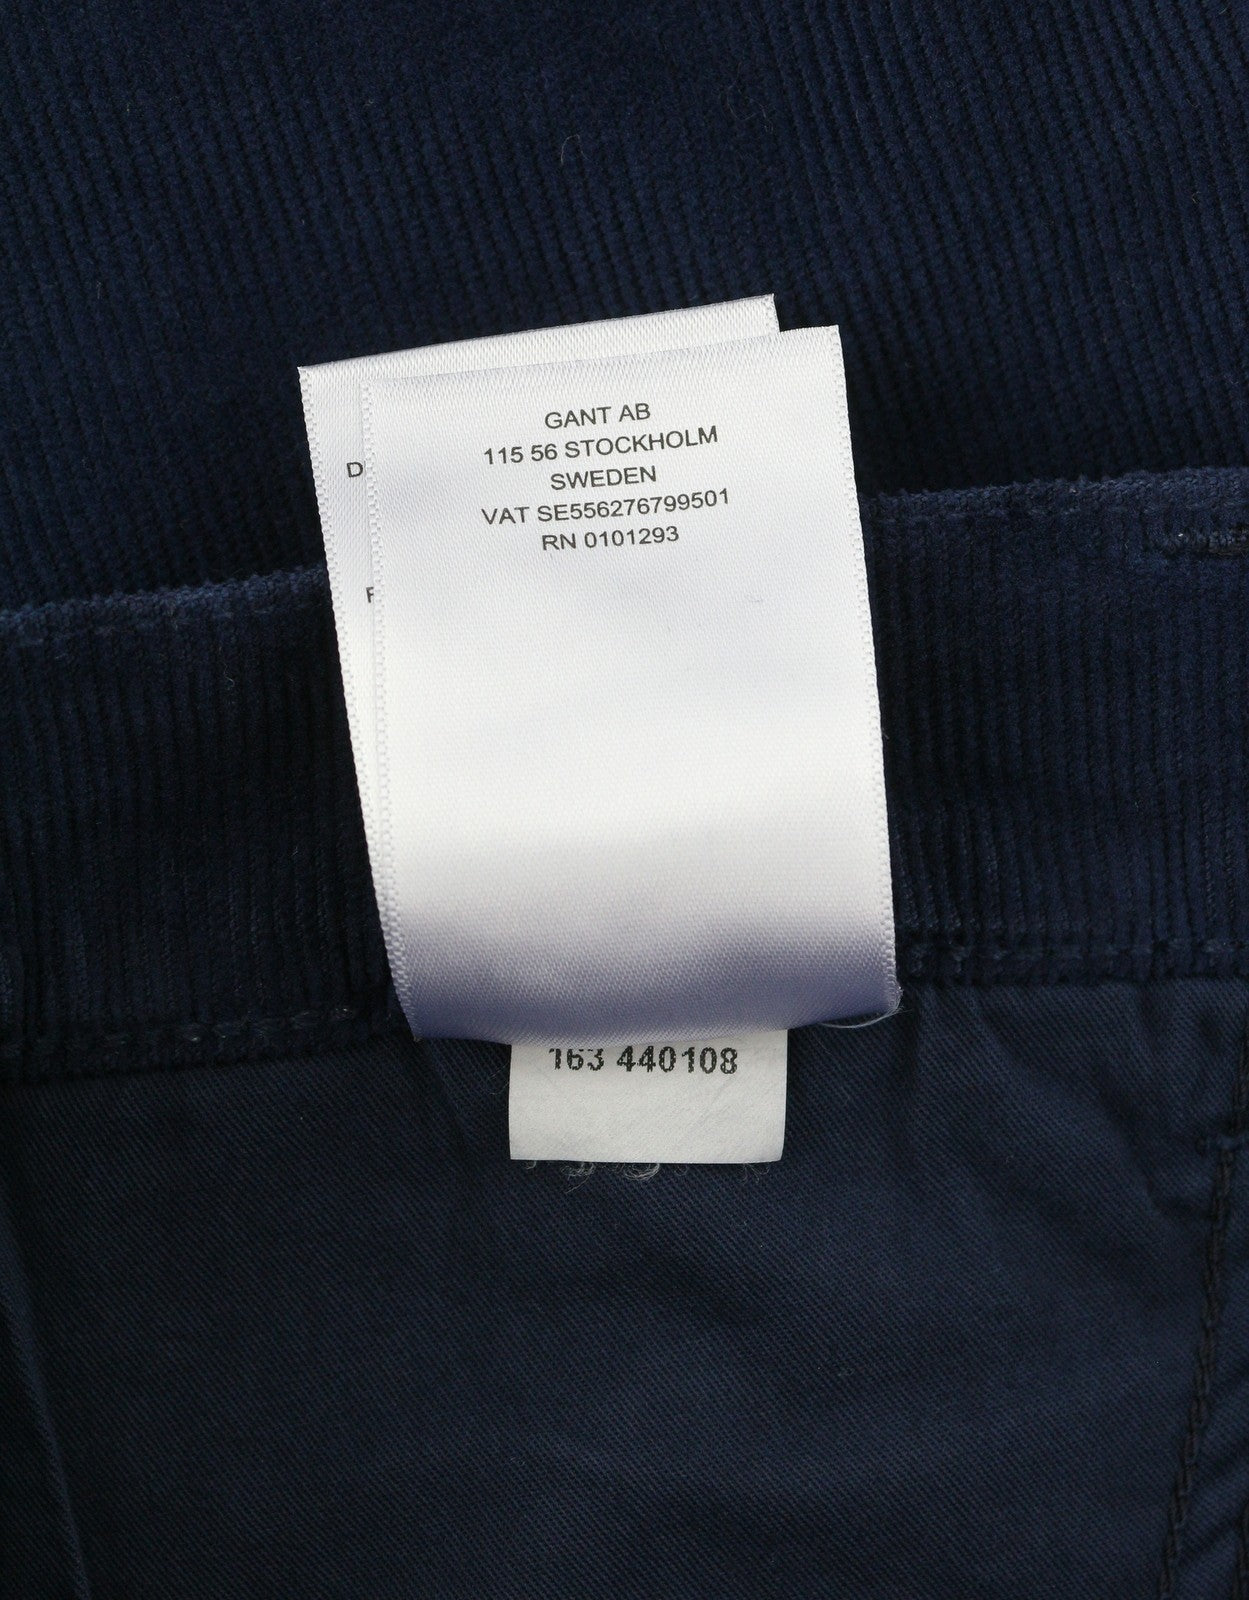 GANT AB
115 56 STOCKHOLM
SWEDEN
VAT SE556276799501
RN 0101293
D
F
163 440108